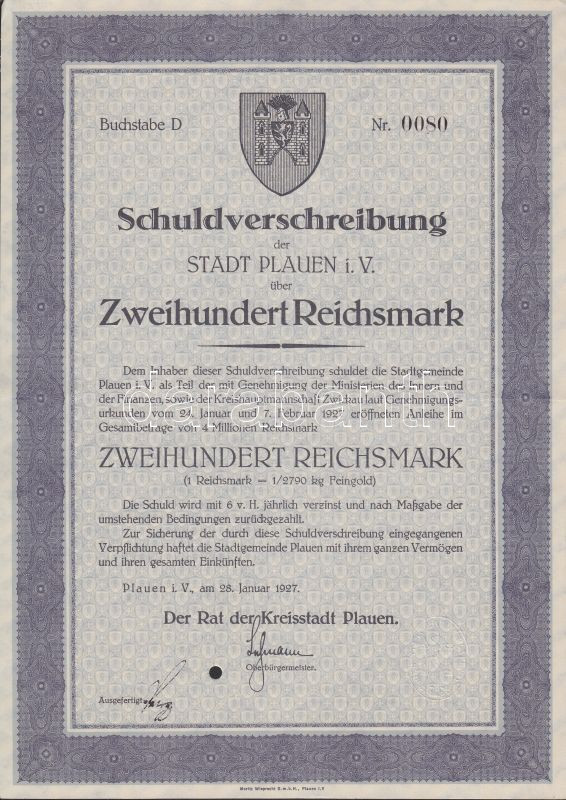 Buchstabe D
Nr. 0080
Schuldverschreibung
der
STADT PLAUEN i. V.
über
Zweihundert Reichsmark
Dem Inhaber dieser Schuldverschreibung schuldet die Stadtgemeinde
Plauen i. V. als Teil der mit Genehmigung der Ministerien des Innern und
der Finanzen, sowie der Kreishauptmannschaft Zwickau laut Genehmigungs-
urkunden vom 24. Januar und 7. Februar 1927 eröffneten Anleihe im
Gesamtbetrage von 4 Millionen Reichsmark
ZWEIHUNDERT REICHSMARK
(1 Reichsmark = 1/2790 kg Feingold)
Die Schuld wird mit 6 v. H. jährlich verzinst und nach Maßgabe der
umstehenden Bedingungen zurückgezahlt.
Zur Sicherung der durch diese Schuldverschreibung eingegangenen
Verpflichtung haftet die Stadtgemeinde Plauen mit ihrem ganzen Vermögen
und ihren gesamten Einkünften.
Plauen i. V., am 28. Januar 1927.
Der Rat der Kreisstadt Plauen.
Lehmann
Oberbürgermeister.
Ausgefertigt:
Moritz Wieprecht G.m.b.H., Plauen i.V.